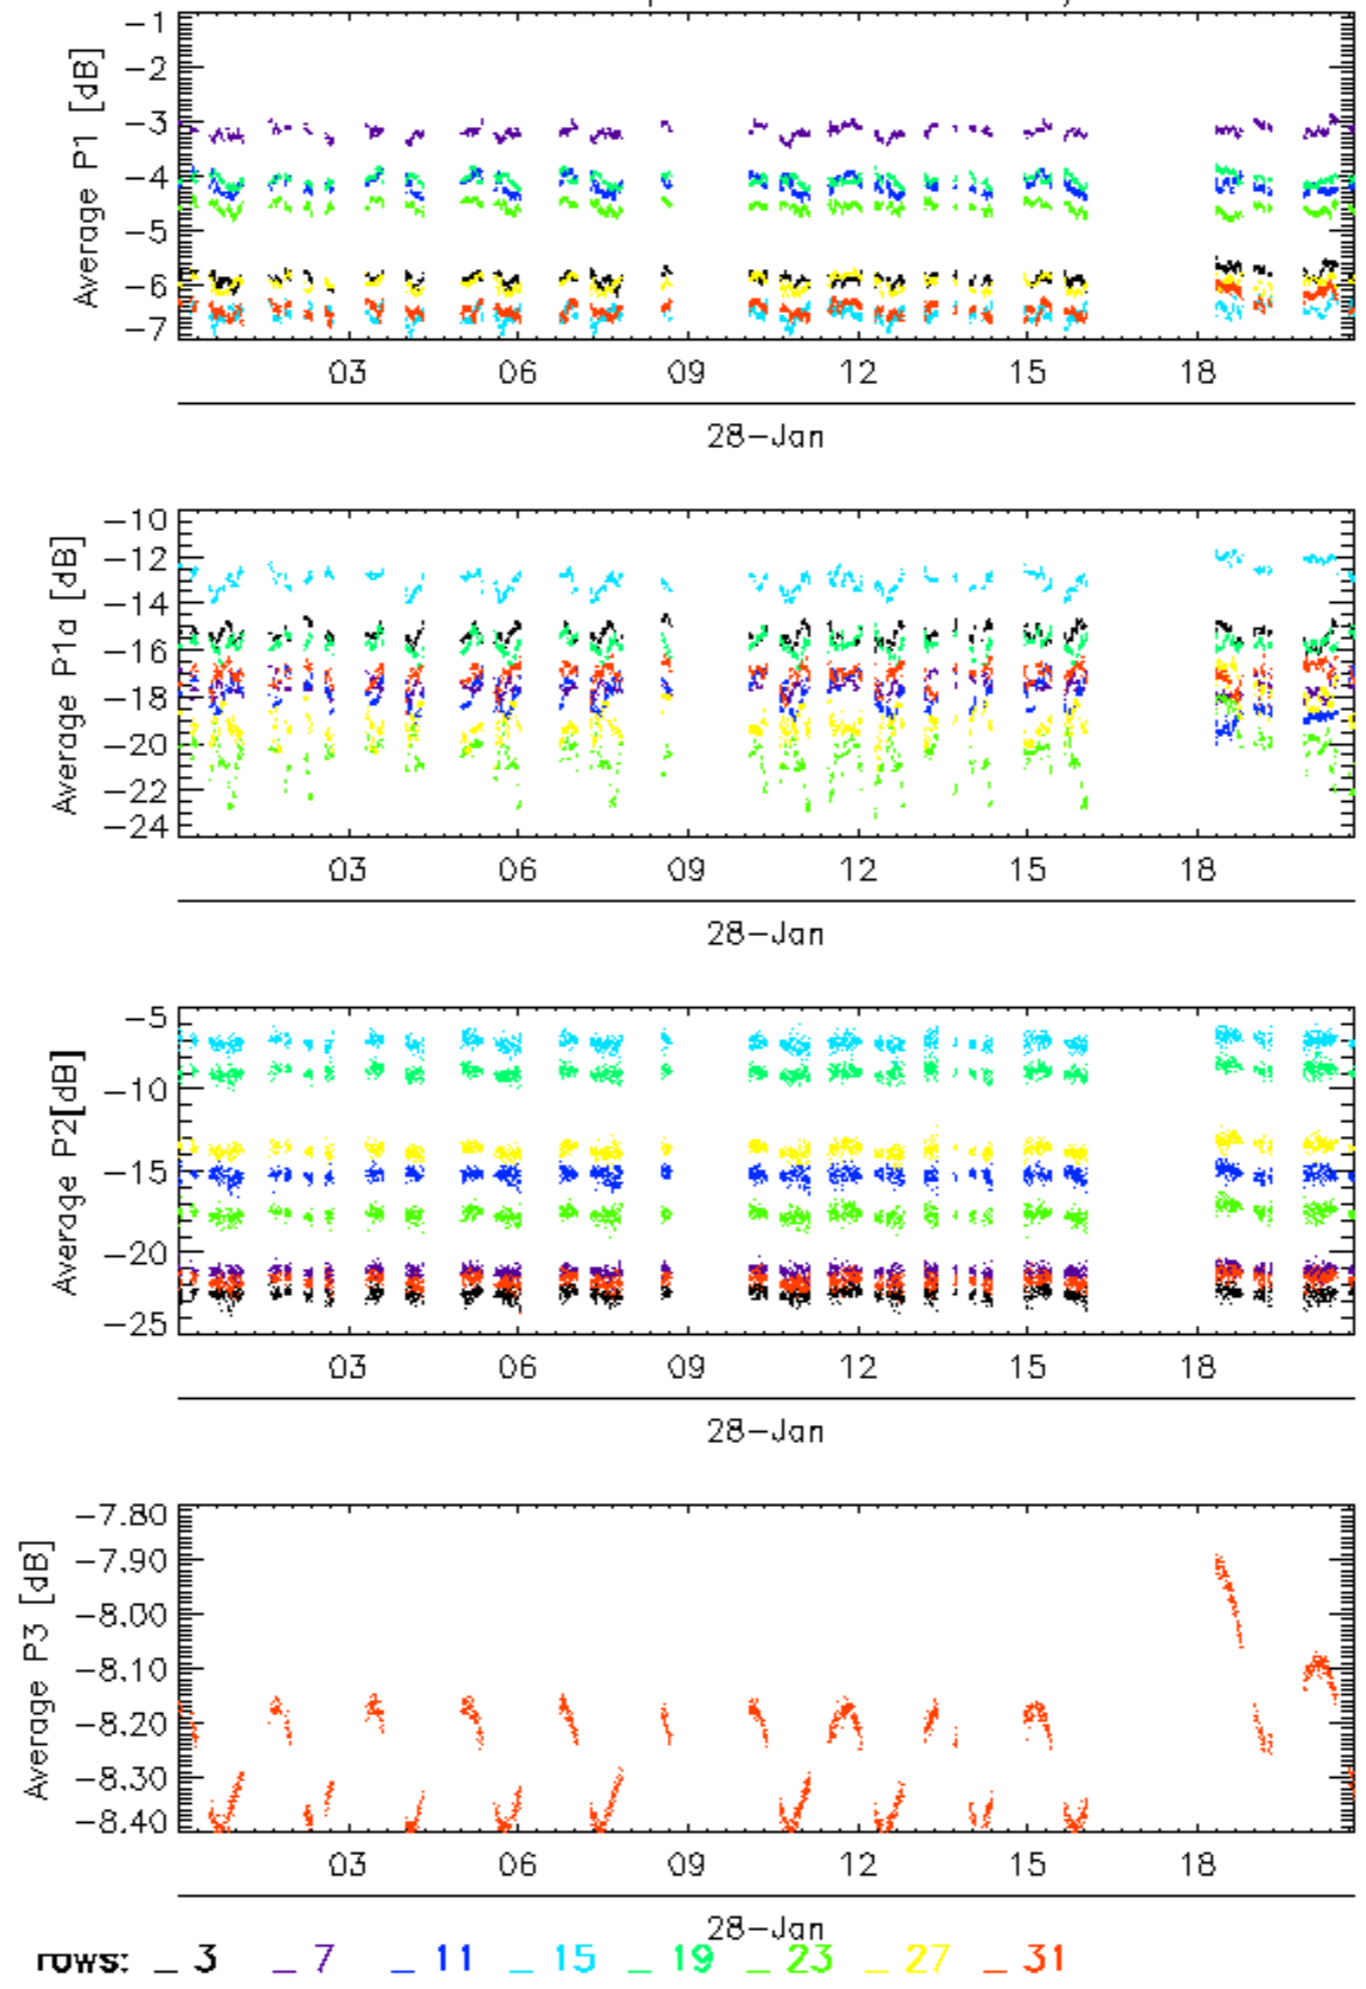 Average P1 [dB]
-1
-2
-3
-4
-5
-6
-7
03 06 09 12 15 18
28-Jan
Average P1a [dB]
-10
-12
-14
-16
-18
-20
-22
-24
03 06 09 12 15 18
28-Jan
Average P2[dB]
-5
-10
-15
-20
-25
03 06 09 12 15 18
28-Jan
Average P3 [dB]
-7.80
-7.90
-8.00
-8.10
-8.20
-8.30
-8.40
03 06 09 12 15 18
28-Jan
rows: _ 3 _ 7 _ 11 _ 15 _ 19 _ 23 _ 27 _ 31